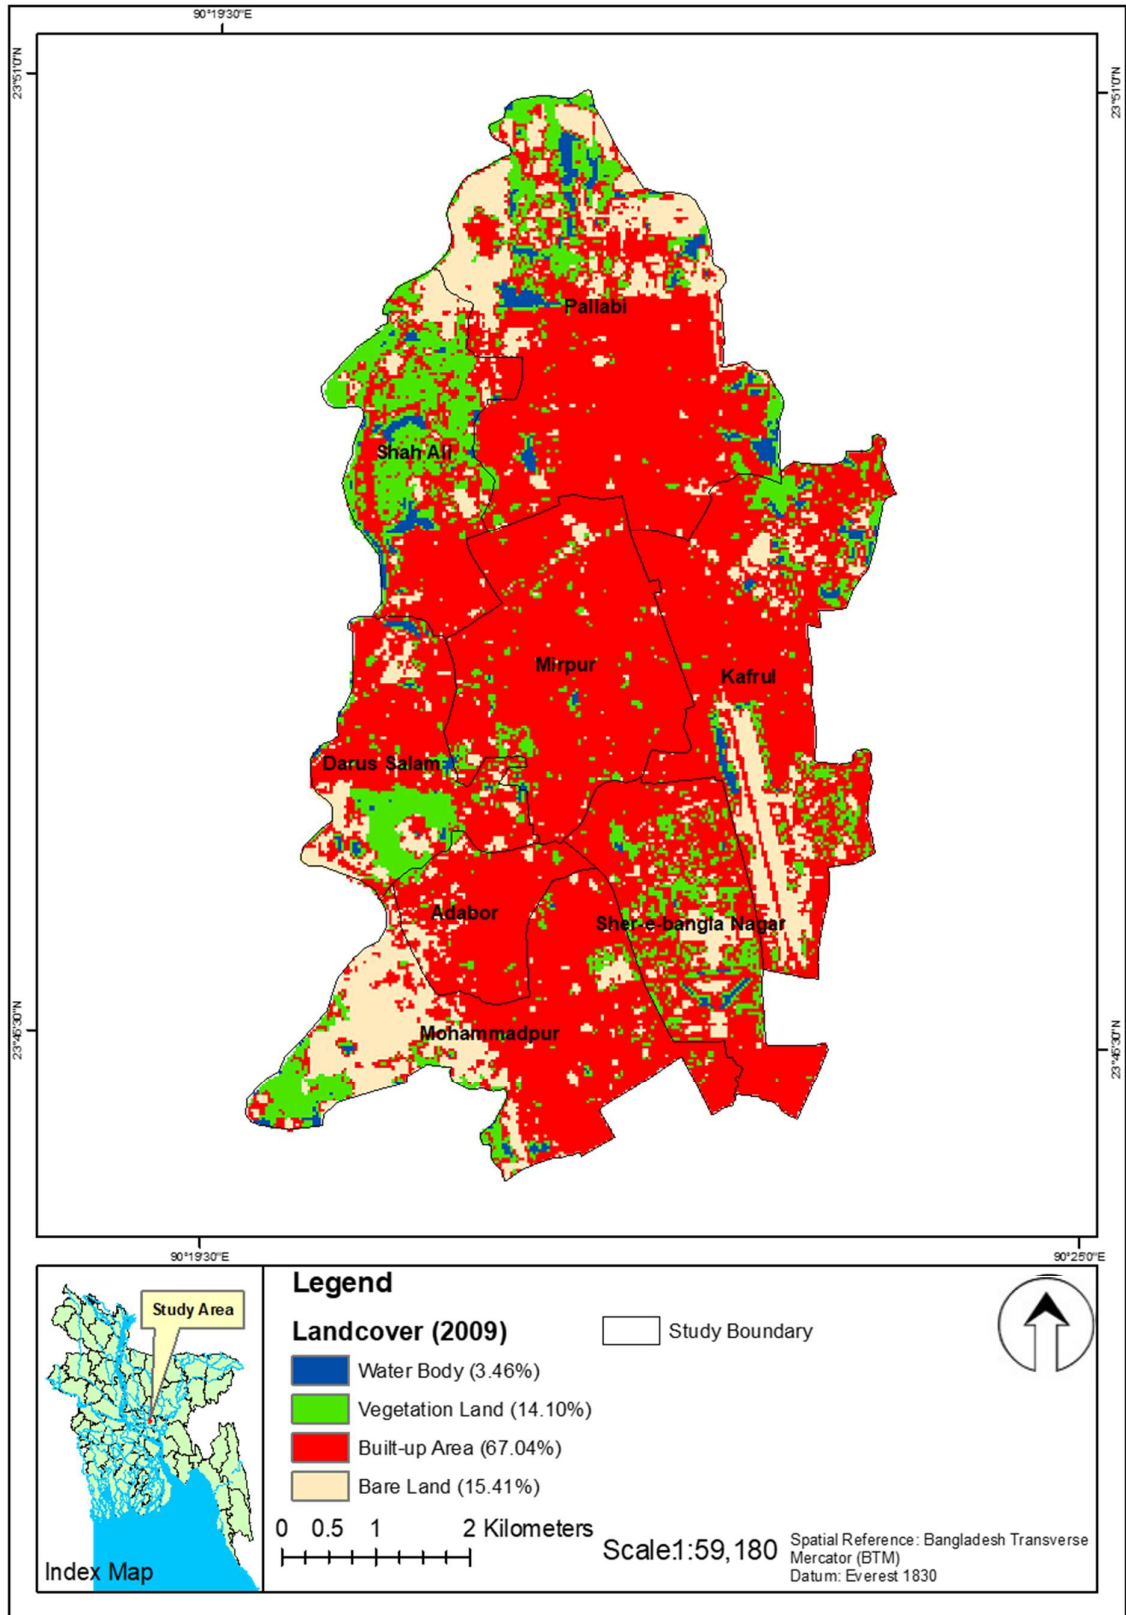 90°19'30"E
23°51'0"N
23°51'0"N
Pallabi
Shah Ali
Mirpur
Kafrul
Darus Salam
Adabor
Sher-e-bangla Nagar
Mohammadpur
23°45'30"N
23°45'30"N
90°19'30"E
90°25'0"E
Study Area
Index Map
Legend
Landcover (2009)
Study Boundary
Water Body (3.46%)
Vegetation Land (14.10%)
Built-up Area (67.04%)
Bare Land (15.41%)
0 0.5 1 2 Kilometers
Scale1:59,180
Spatial Reference: Bangladesh Transverse
Mercator (BTM)
Datum: Everest 1830